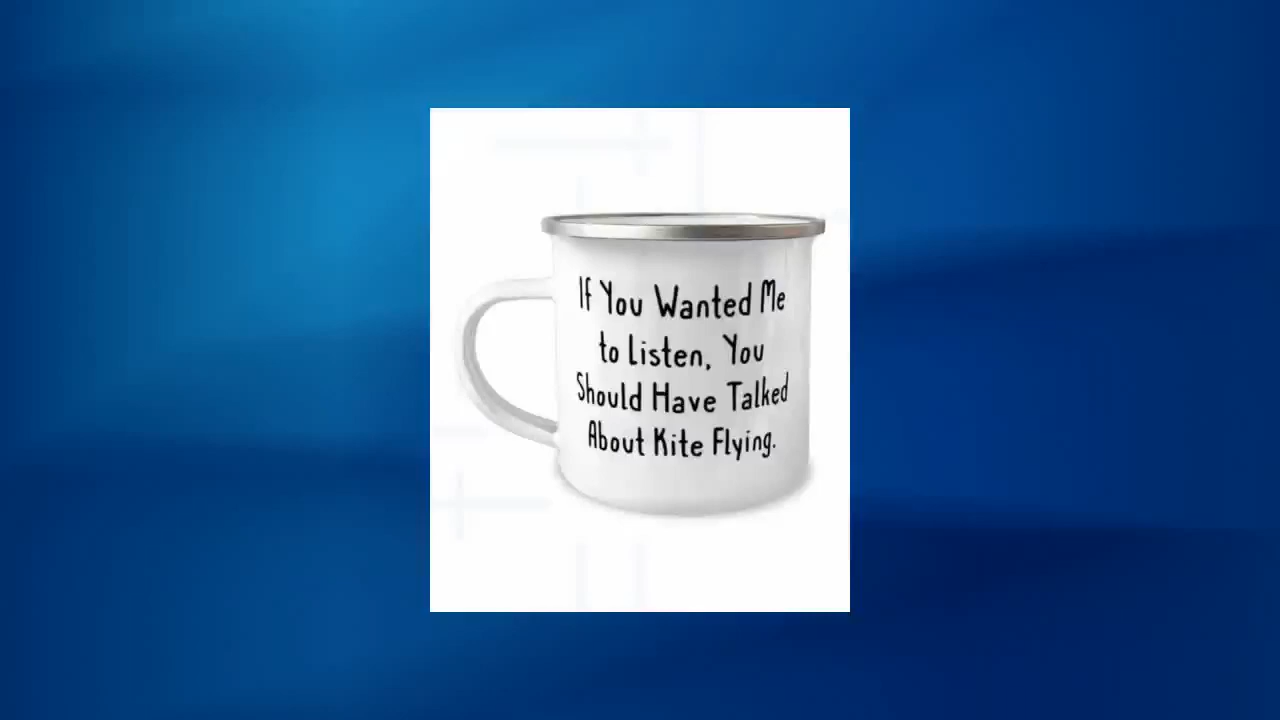 If You Wanted Me
to Listen, You
Should Have Talked
About Kite Flying.